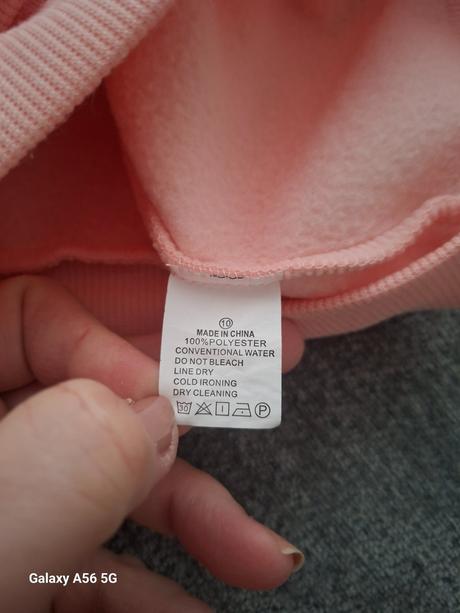 10
MADE IN CHINA
100%POLYESTER
CONVENTIONAL WATER
DO NOT BLEACH
LINE DRY
COLD IRONING
DRY CLEANING
30 P
Galaxy A56 5G